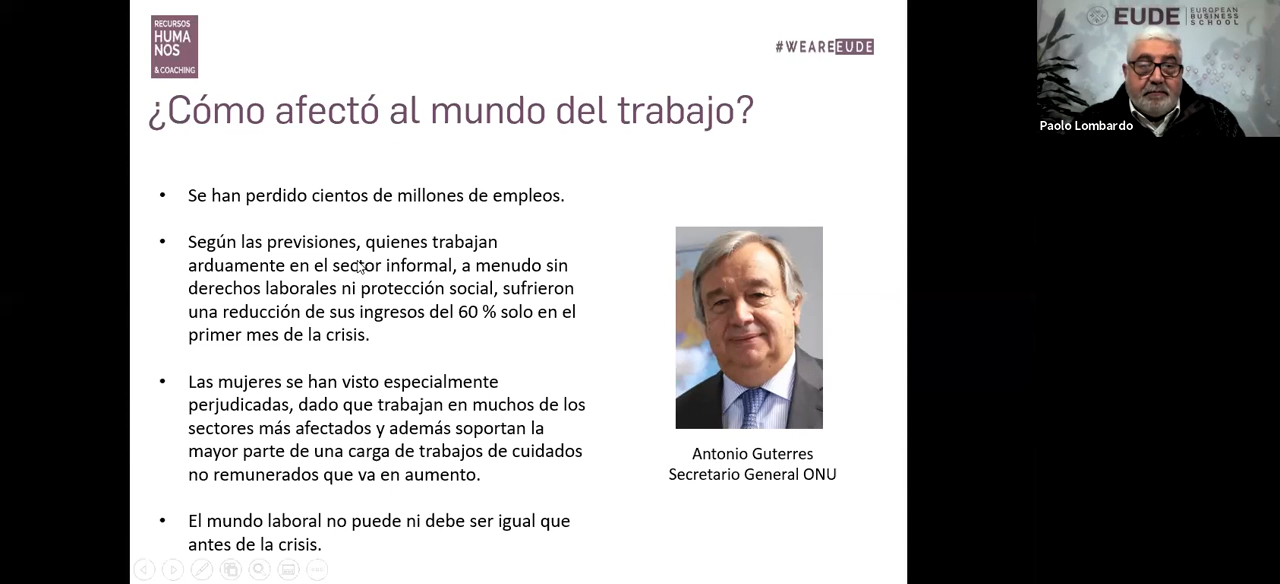 RECURSOS
HUMA
NOS
& COACHING
#WEAREEUDE
¿Cómo afectó al mundo del trabajo?
• Se han perdido cientos de millones de empleos.
• Según las previsiones, quienes trabajan
arduamente en el sector informal, a menudo sin
derechos laborales ni protección social, sufrieron
una reducción de sus ingresos del 60 % solo en el
primer mes de la crisis.
• Las mujeres se han visto especialmente
perjudicadas, dado que trabajan en muchos de los
sectores más afectados y además soportan la
mayor parte de una carga de trabajos de cuidados
no remunerados que va en aumento.
• El mundo laboral no puede ni debe ser igual que
antes de la crisis.
Antonio Guterres
Secretario General ONU
EUDE
EUROPEAN
BUSINESS
SCHOOL
Paolo Lombardo